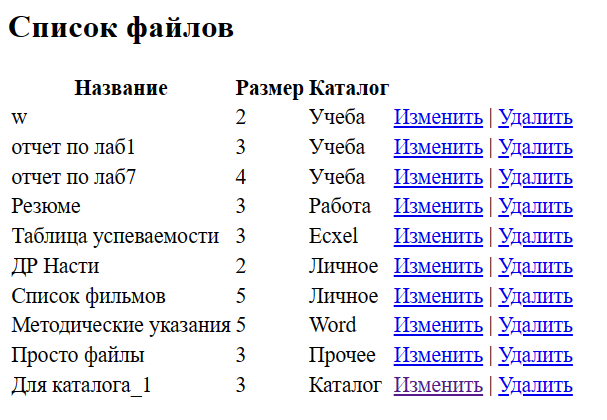 Список файлов
Название Размер Каталог
w 2 Учеба Изменить | Удалить
отчет по лаб1 3 Учеба Изменить | Удалить
отчет по лаб7 4 Учеба Изменить | Удалить
Резюме 3 Работа Изменить | Удалить
Таблица успеваемости 3 Ecxel Изменить | Удалить
ДР Насти 2 Личное Изменить | Удалить
Список фильмов 5 Личное Изменить | Удалить
Методические указания 5 Word Изменить | Удалить
Просто файлы 3 Прочее Изменить | Удалить
Для каталога_1 3 Каталог Изменить | Удалить